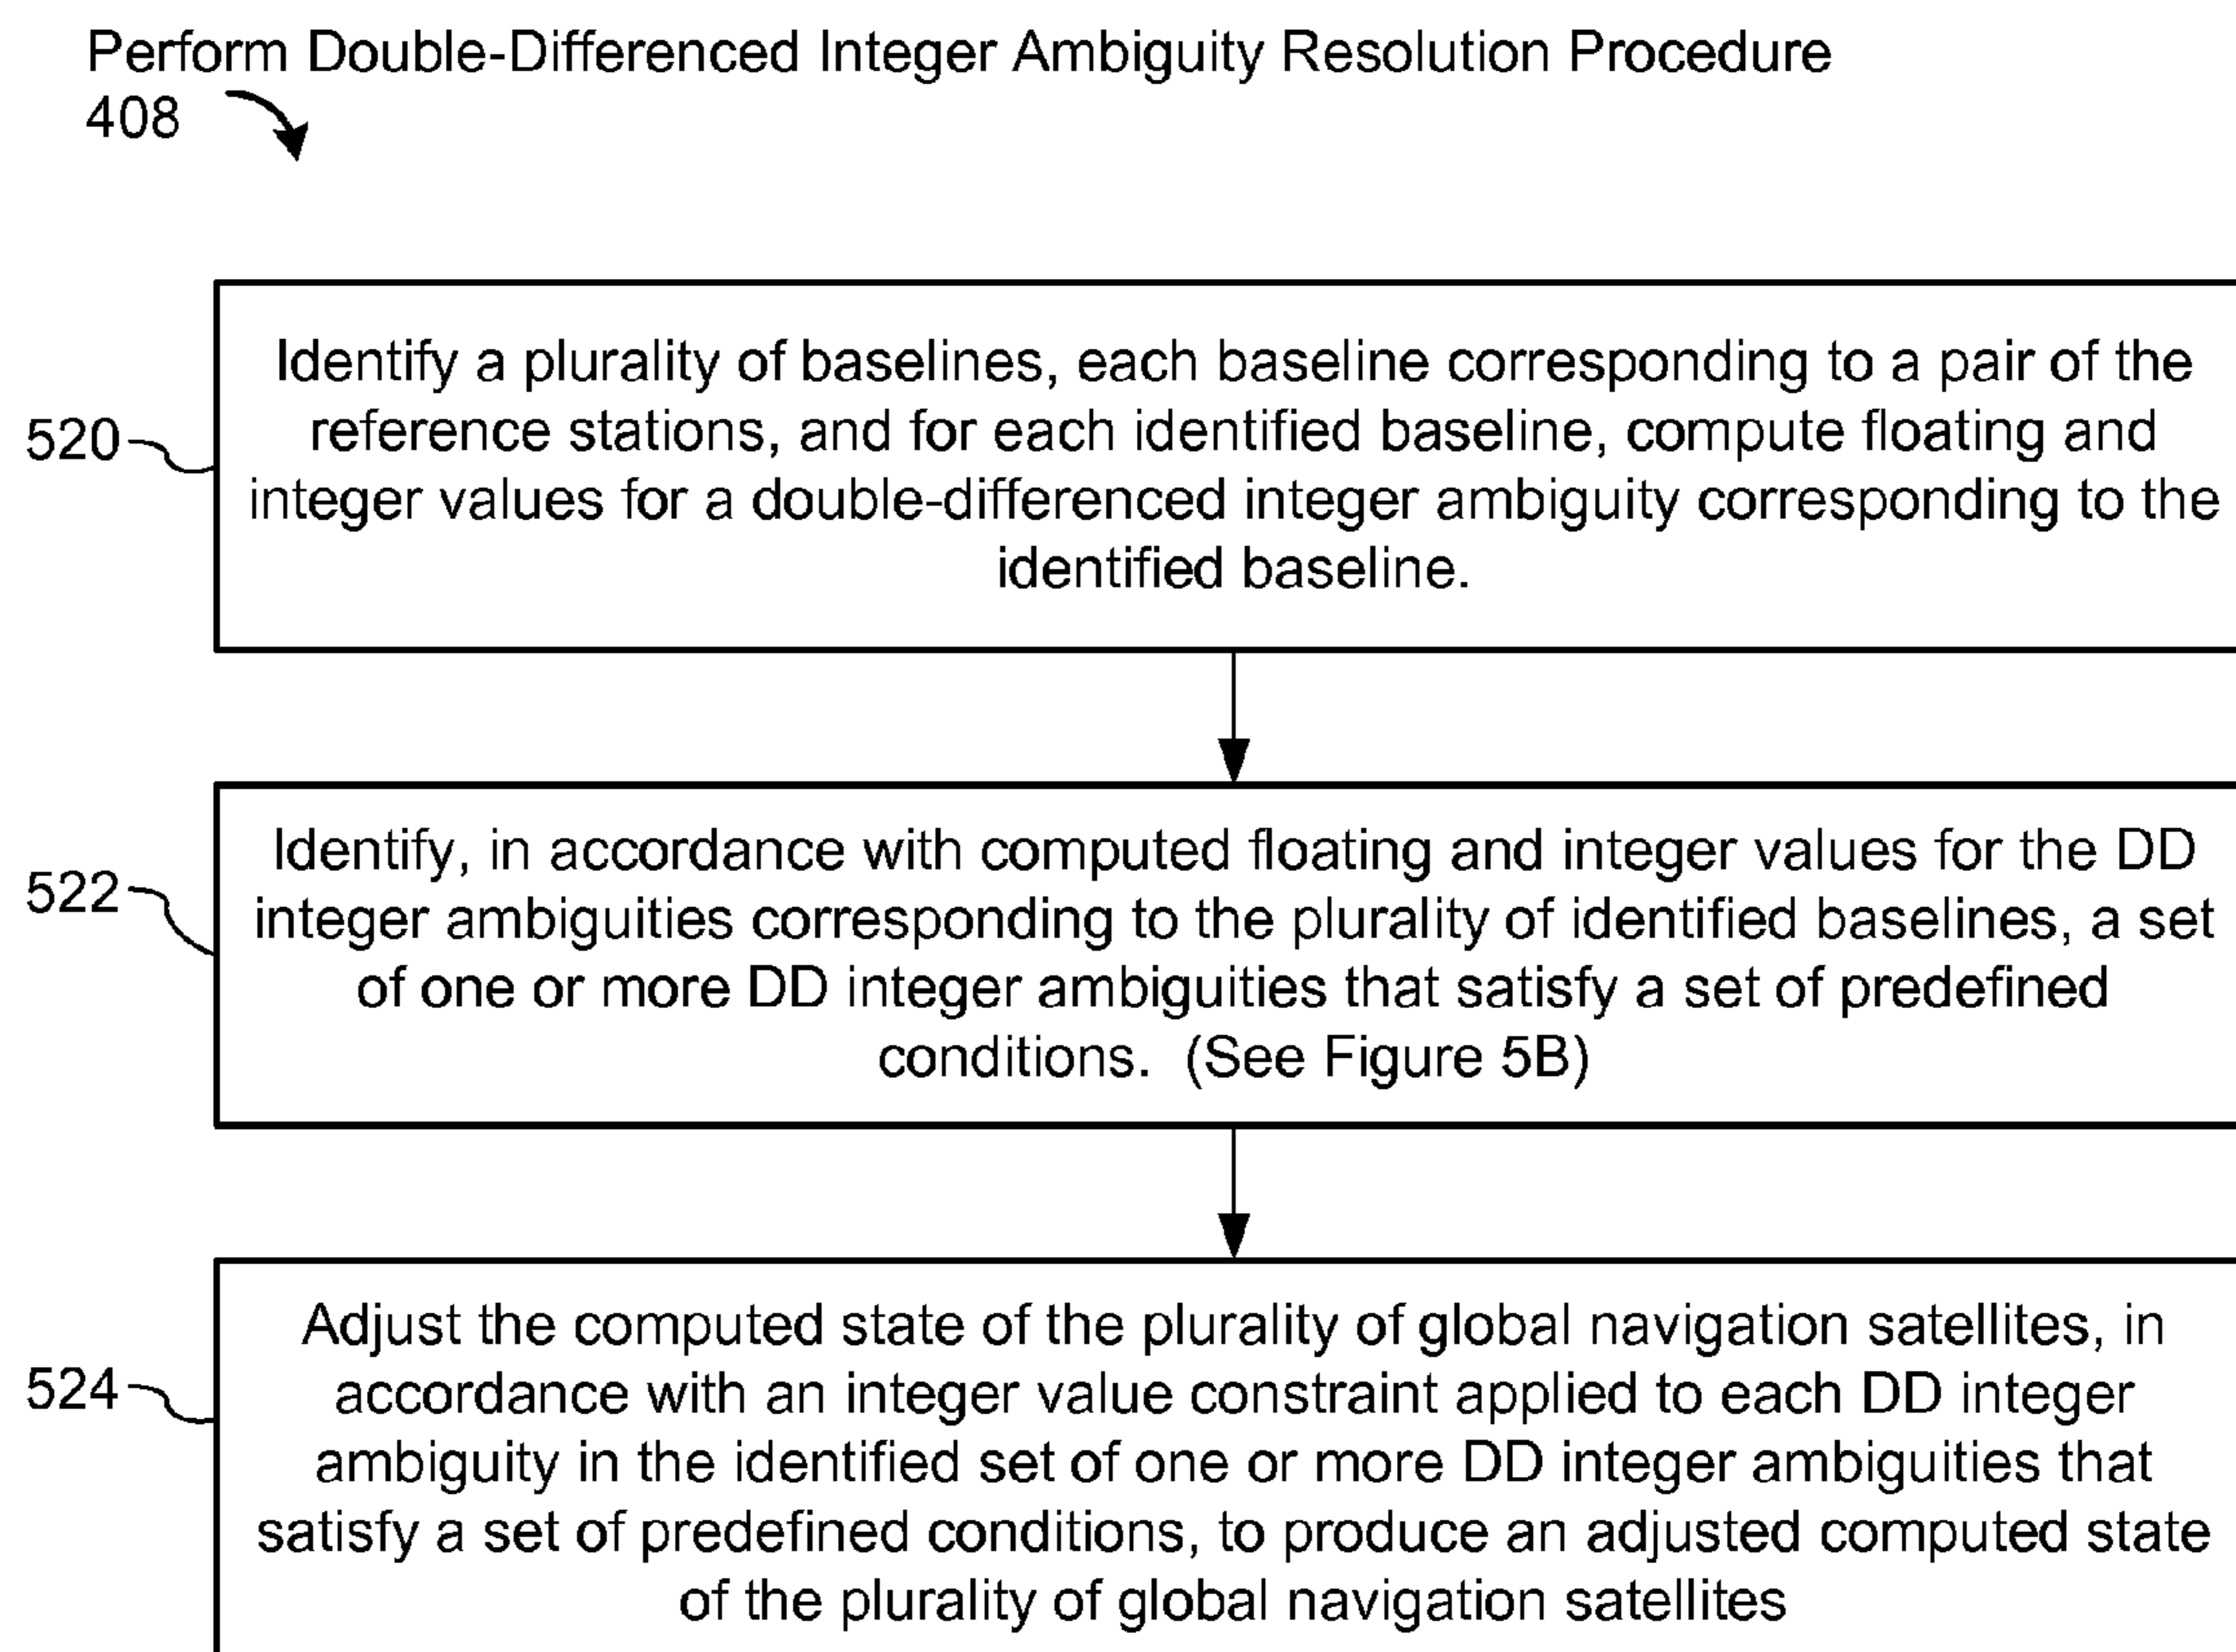 Perform Double-Differenced Integer Ambiguity Resolution Procedure
408
520
Identify a plurality of baselines, each baseline corresponding to a pair of the
reference stations, and for each identified baseline, compute floating and
integer values for a double-differenced integer ambiguity corresponding to the
identified baseline.
522
Identify, in accordance with computed floating and integer values for the DD
integer ambiguities corresponding to the plurality of identified baselines, a set
of one or more DD integer ambiguities that satisfy a set of predefined
conditions. (See Figure 5B)
524
Adjust the computed state of the plurality of global navigation satellites, in
accordance with an integer value constraint applied to each DD integer
ambiguity in the identified set of one or more DD integer ambiguities that
satisfy a set of predefined conditions, to produce an adjusted computed state
of the plurality of global navigation satellites